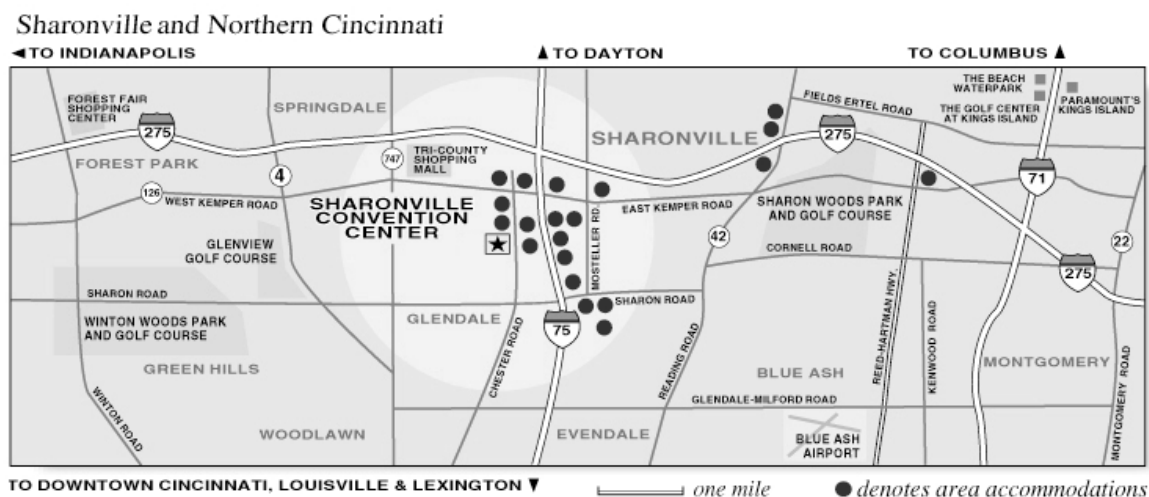 Sharonville and Northern Cincinnati
TO INDIANAPOLIS
TO DAYTON
TO COLUMBUS
THE BEACH
WATERPARK
PARAMOUNT'S
KINGS ISLAND
THE GOLF CENTER
AT KINGS ISLAND
FIELDS ERTEL ROAD
FOREST FAIR
SHOPPING
CENTER
SPRINGDALE
275
SHARONVILLE
275
FOREST PARK
747
TRI-COUNTY
SHOPPING
MALL
4
71
126
WEST KEMPER ROAD
SHARONVILLE
CONVENTION
CENTER
MOSTELLER RD.
EAST KEMPER ROAD
SHARON WOODS PARK
AND GOLF COURSE
42
22
GLENVIEW
GOLF COURSE
CORNELL ROAD
275
SHARON ROAD
SHARON ROAD
WINTON WOODS PARK
AND GOLF COURSE
GLENDALE
75
CHESTER ROAD
READING ROAD
REED-HARTMAN HWY.
KENWOOD ROAD
MONTGOMERY
MONTGOMERY ROAD
GREEN HILLS
BLUE ASH
WINTON ROAD
GLENDALE-MILFORD ROAD
WOODLAWN
EVENDALE
BLUE ASH
AIRPORT
TO DOWNTOWN CINCINNATI, LOUISVILLE & LEXINGTON
one mile
denotes area accommodations